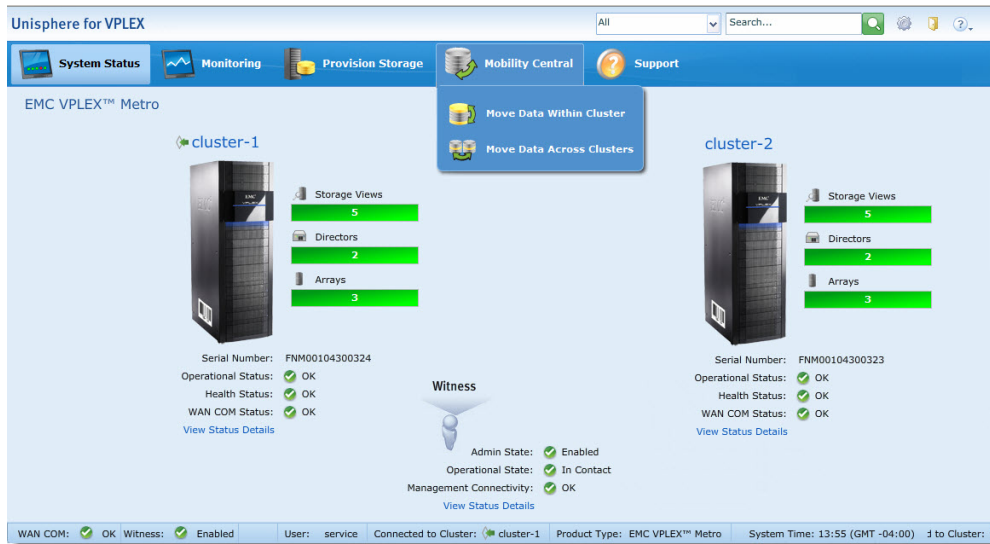 Unisphere for VPLEX
All
Search...
System Status
Monitoring
Provision Storage
Mobility Central
Support
Move Data Within Cluster
Move Data Across Clusters
EMC VPLEX™ Metro
cluster-1
Storage Views
5
Directors
2
Arrays
3
Serial Number: FNM00104300324
Operational Status: OK
Health Status: OK
WAN COM Status: OK
View Status Details
cluster-2
Storage Views
5
Directors
2
Arrays
3
Serial Number: FNM00104300323
Operational Status: OK
Health Status: OK
WAN COM Status: OK
View Status Details
Witness
Admin State: Enabled
Operational State: In Contact
Management Connectivity: OK
View Status Details
WAN COM: OK Witness: Enabled User: service Connected to Cluster: cluster-1 Product Type: EMC VPLEX™ Metro System Time: 13:55 (GMT -04:00) d to Cluster: